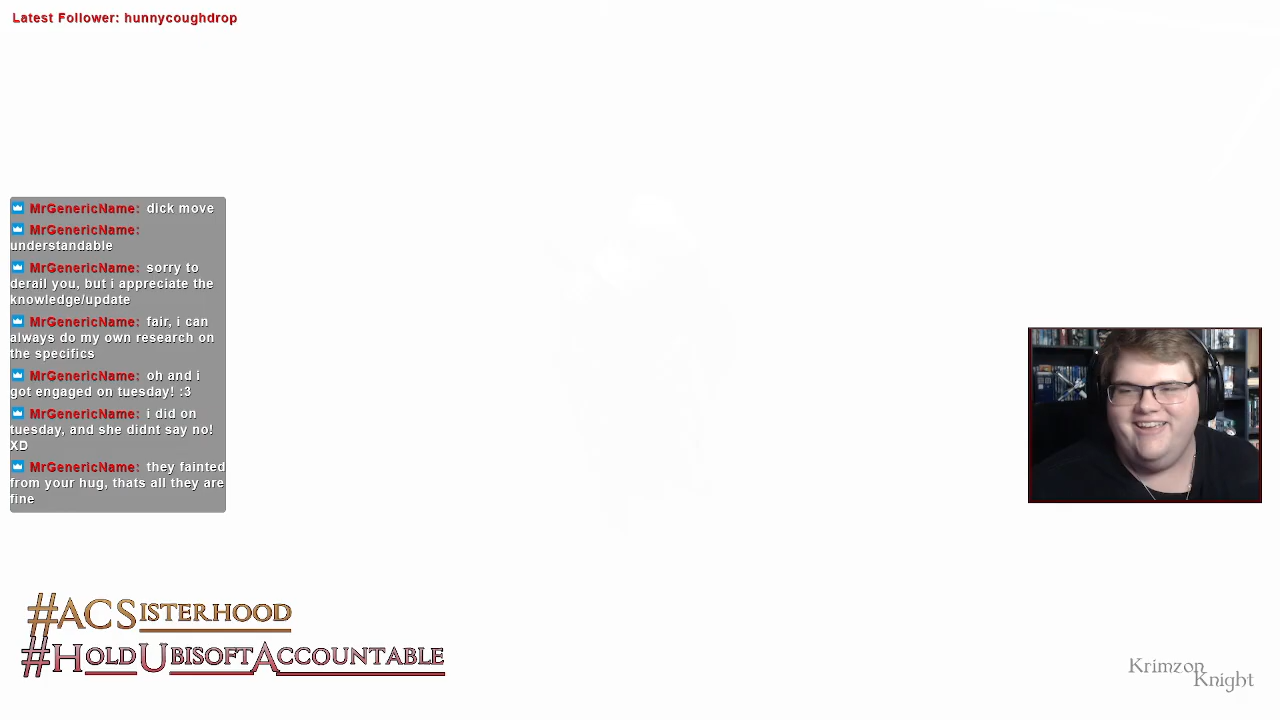 Latest Follower: hunnycoughdrop
MrGenericName: dick move
MrGenericName:
understandable
MrGenericName: sorry to
derail you, but i appreciate the
knowledge/update
MrGenericName: fair, i can
always do my own research on
the specifics
MrGenericName: oh and i
got engaged on tuesday! :3
MrGenericName: i did on
tuesday, and she didnt say no!
XD
MrGenericName: they fainted
from your hug, thats all they are
fine
#ACSisterhood
#HoldUbisoftAccountable
Krimzon
Knight